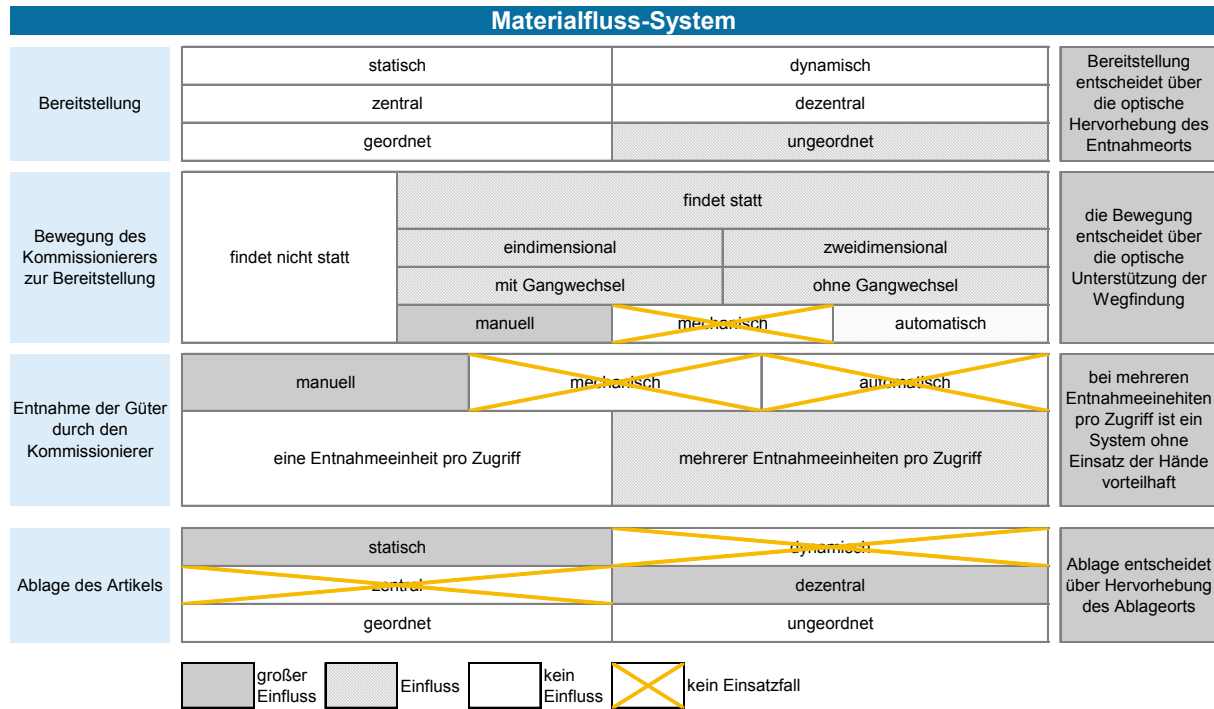 Materialfluss-System
Bereitstellung
statisch
dynamisch
zentral
dezentral
geordnet
ungeordnet
Bereitstellung
entscheidet über
die optische
Hervorhebung des
Entnahmeorts
Bewegung des
Kommissionierers
zur Bereitstellung
findet nicht statt
findet statt
eindimensional
zweidimensional
mit Gangwechsel
ohne Gangwechsel
manuell
mechanisch
automatisch
die Bewegung
entscheidet über
die optische
Unterstützung der
Wegfindung
Entnahme der Güter
durch den
Kommissionierer
manuell
mechanisch
automatisch
eine Entnahmeeinheit pro Zugriff
mehrerer Entnahmeeinheiten pro Zugriff
bei mehreren
Entnahmeeinehiten
pro Zugriff ist ein
System ohne
Einsatz der Hände
vorteilhaft
Ablage des Artikels
statisch
dynamisch
zentral
dezentral
geordnet
ungeordnet
Ablage entscheidet
über Hervorhebung
des Ablageorts
großer
Einfluss
Einfluss
kein
Einfluss
kein Einsatzfall